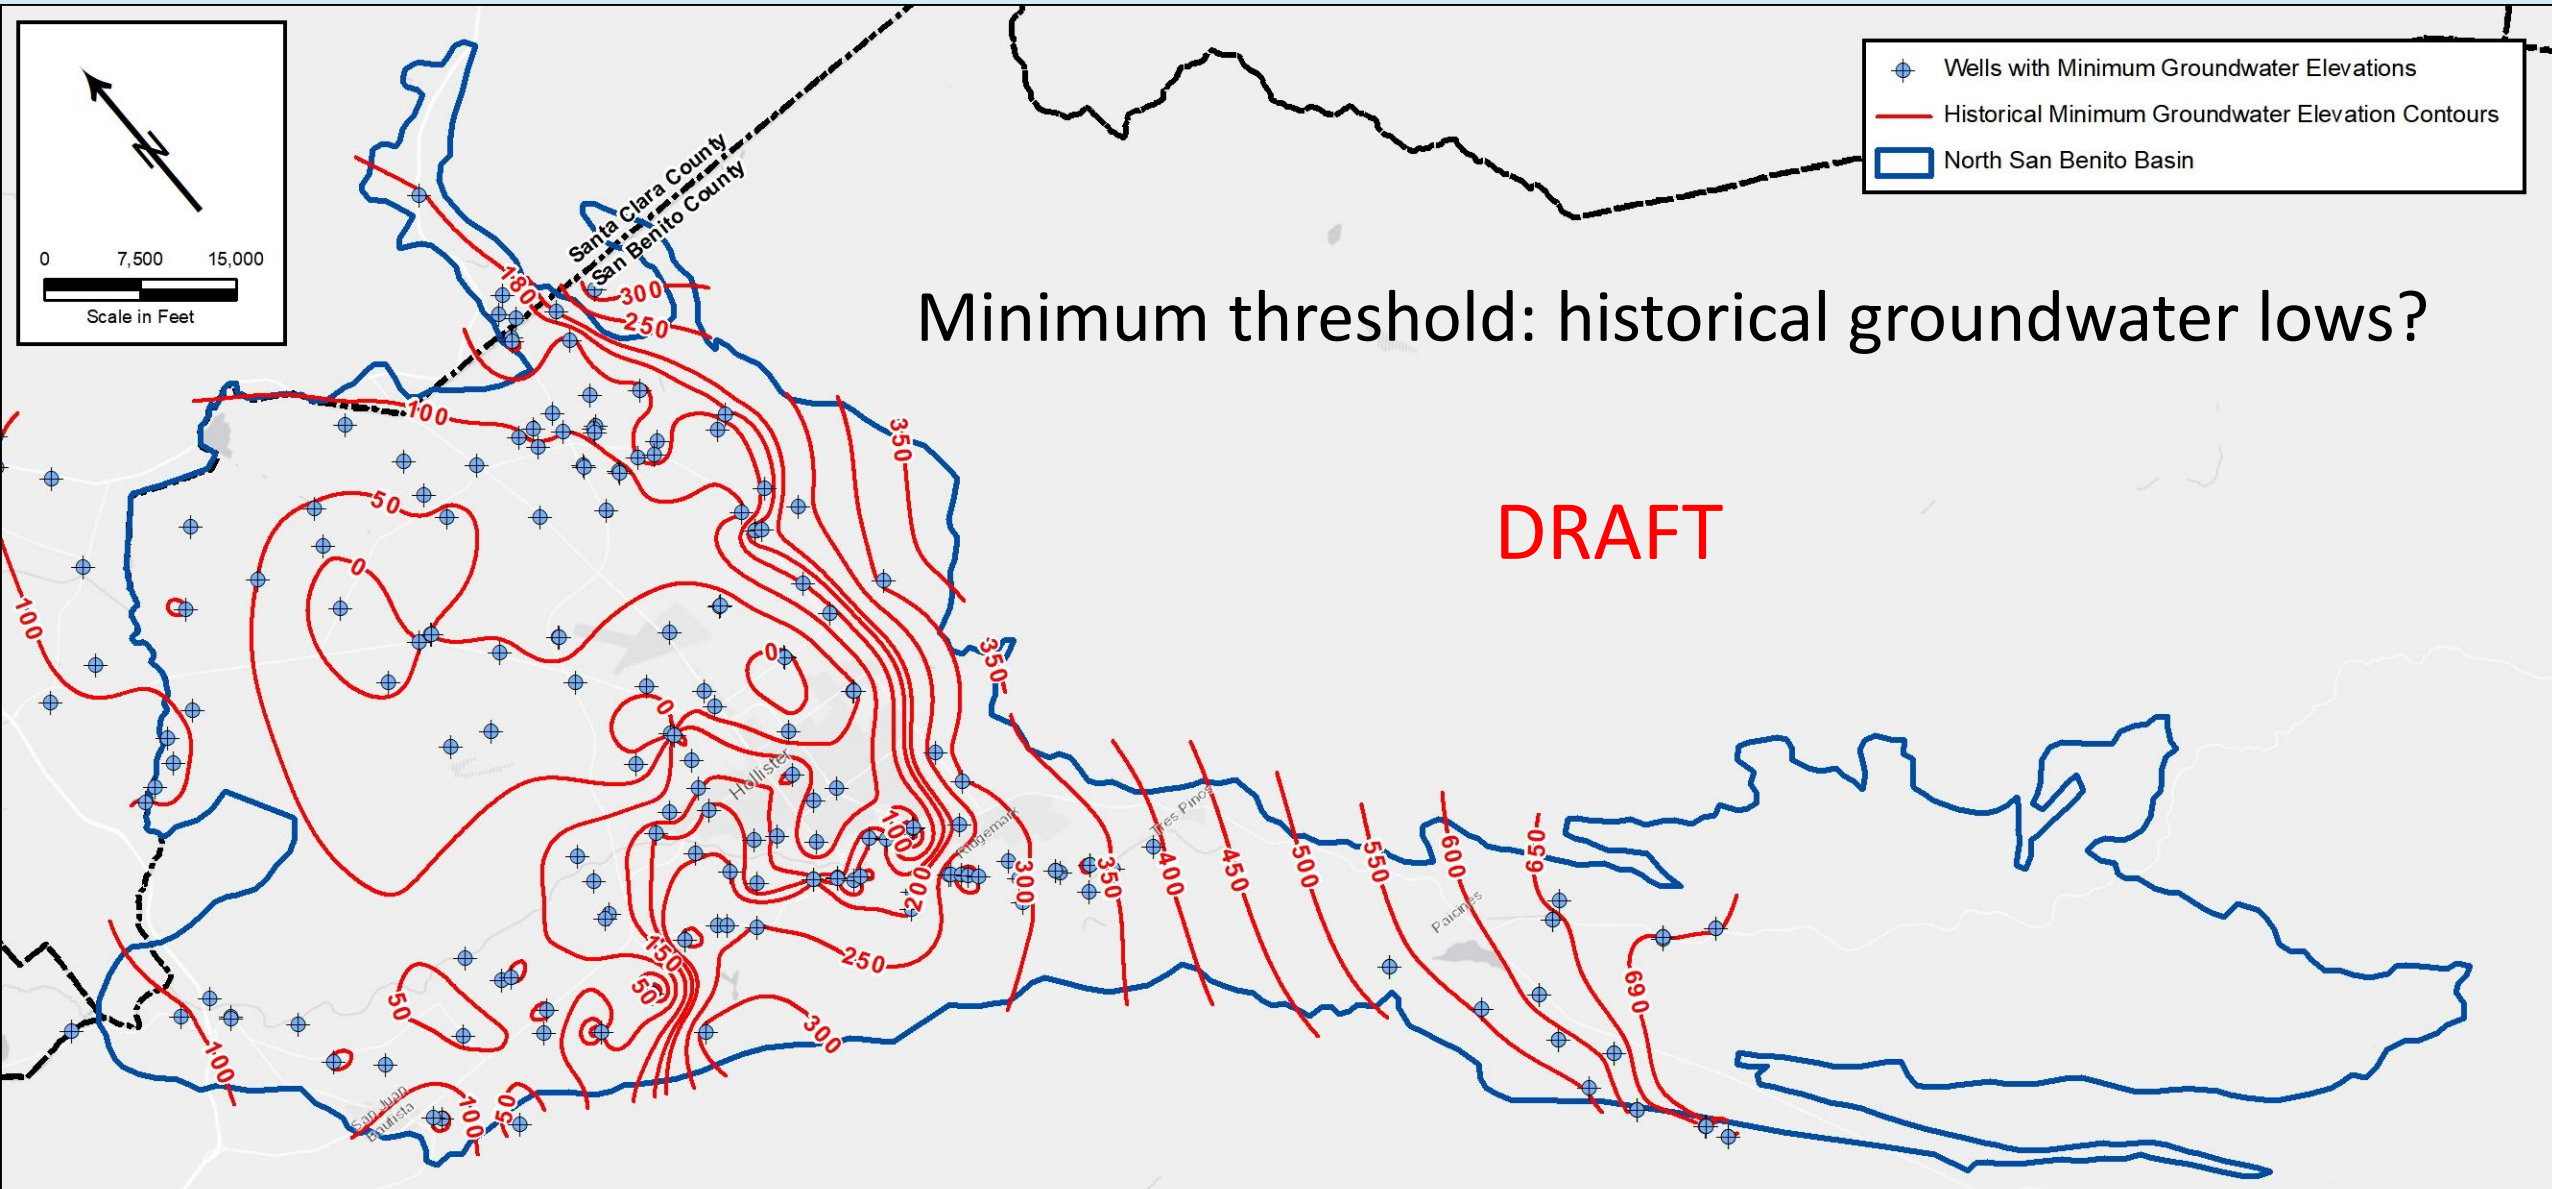 Wells with Minimum Groundwater Elevations
Historical Minimum Groundwater Elevation Contours
North San Benito Basin
N
0 7,500 15,000
Scale in Feet
Santa Clara County
San Benito County
Minimum threshold: historical groundwater lows?
DRAFT
180
300
250
100
350
50
0
100
350
0
0
Hollister
100
Ridgemark
Tres Pinos
200
300
350
400
450
500
550
600
650
Paicines
690
150
50
250
50
300
100
San Juan
Bautista
100
50